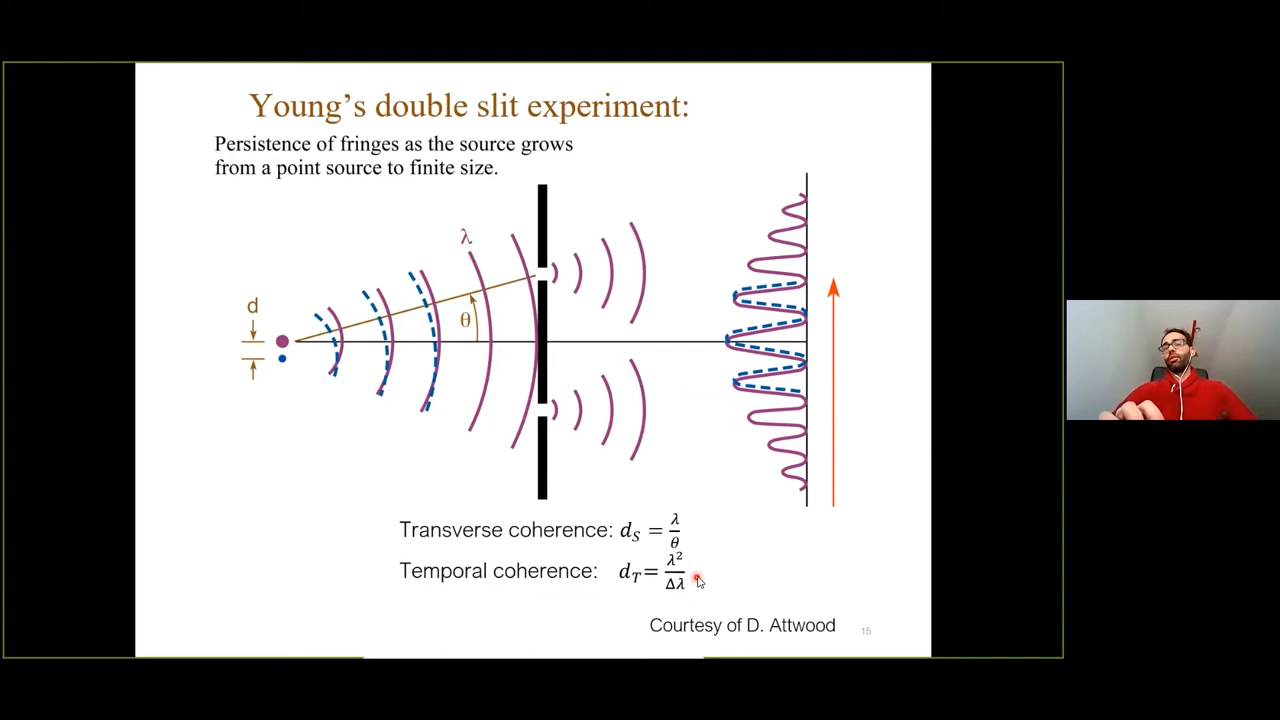 Young's double slit experiment:
Persistence of fringes as the source grows
from a point source to finite size.
λ
d
θ
Transverse coherence: d_S = λ/θ
Temporal coherence: d_T= λ²/Δλ
Courtesy of D. Attwood
15